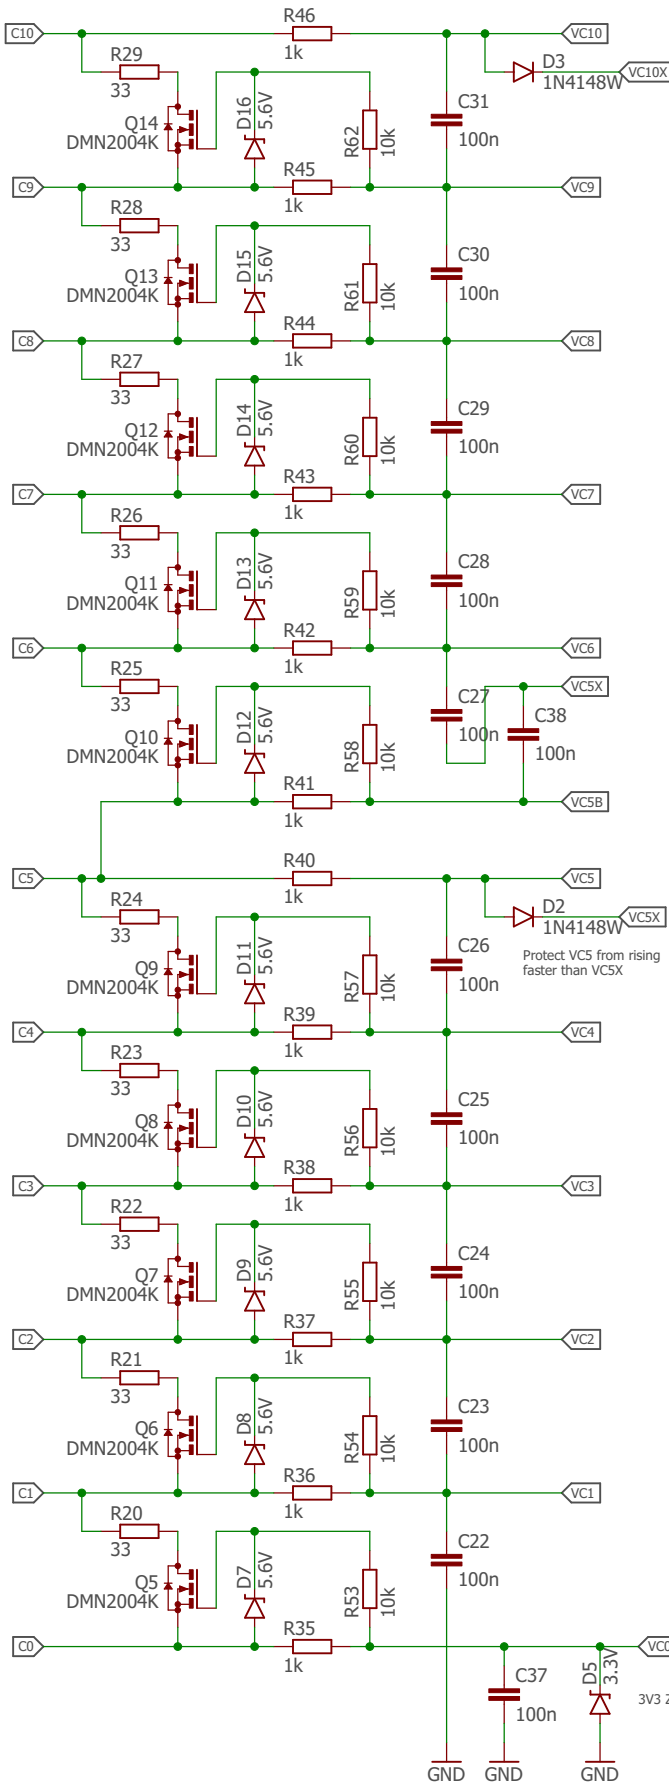 C10
R46
1k
VC10
R29
33
D3
1N4148W
VC10X
Q14
DMN2004K
D16
5.6V
R62
10k
C31
100n
C9
R45
1k
VC9
R28
33
Q13
DMN2004K
D15
5.6V
R61
10k
C30
100n
C8
R44
1k
VC8
R27
33
Q12
DMN2004K
D14
5.6V
R60
10k
C29
100n
C7
R43
1k
VC7
R26
33
Q11
DMN2004K
D13
5.6V
R59
10k
C28
100n
C6
R42
1k
VC6
R25
33
VC5X
Q10
DMN2004K
D12
5.6V
R58
10k
C27
100n
C38
100n
R41
1k
VC5B
C5
R40
1k
VC5
R24
33
D2
1N4148W
VC5X
Protect VC5 from rising
faster than VC5X
Q9
DMN2004K
D11
5.6V
R57
10k
C26
100n
C4
R39
1k
VC4
R23
33
Q8
DMN2004K
D10
5.6V
R56
10k
C25
100n
C3
R38
1k
VC3
R22
33
Q7
DMN2004K
D9
5.6V
R55
10k
C24
100n
C2
R37
1k
VC2
R21
33
Q6
DMN2004K
D8
5.6V
R54
10k
C23
100n
C1
R36
1k
VC1
R20
33
Q5
DMN2004K
D7
5.6V
R53
10k
C22
100n
C0
R35
1k
VC0
C37
100n
D5
3.3V
3V3
GND
GND
GND